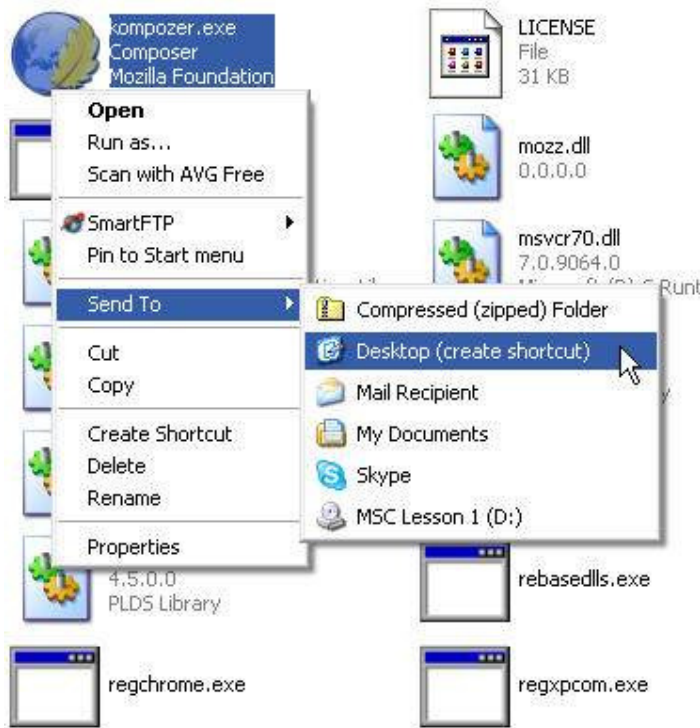 kompozer.exe
Composer
Mozilla Foundation
LICENSE
File
31 KB
Open
Run as...
Scan with AVG Free
SmartFTP
Pin to Start menu
Send To
Cut
Copy
Create Shortcut
Delete
Rename
Properties
mozz.dll
0.0.0.0
msvcr70.dll
7.0.9064.0
Compressed (zipped) Folder
Desktop (create shortcut)
Mail Recipient
My Documents
Skype
MSC Lesson 1 (D:)
4.5.0.0
PLDS Library
rebasedlls.exe
regchrome.exe
regxpcom.exe